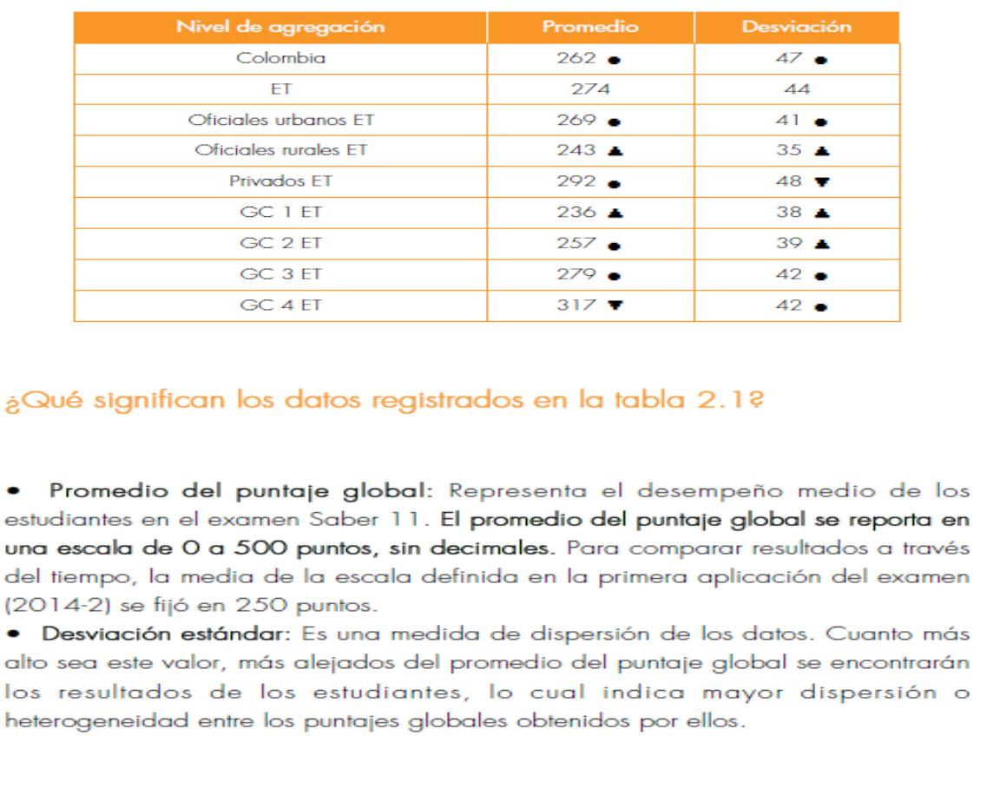 Nivel de agregación Promedio Desviación
Colombia 262 ● 47 ●
ET 274 44
Oficiales urbanos ET 269 ● 41 ●
Oficiales rurales ET 243 ▲ 35 ▲
Privados ET 292 ● 48 ▼
GC 1 ET 236 ▲ 38 ▲
GC 2 ET 257 ● 39 ▲
GC 3 ET 279 ● 42 ●
GC 4 ET 317 ▼ 42 ●
¿Qué significan los datos registrados en la tabla 2.1?
• Promedio del puntaje global: Representa el desempeño medio de los
estudiantes en el examen Saber 11. El promedio del puntaje global se reporta en
una escala de 0 a 500 puntos, sin decimales. Para comparar resultados a través
del tiempo, la media de la escala definida en la primera aplicación del examen
(2014-2) se fijó en 250 puntos.
• Desviación estándar: Es una medida de dispersión de los datos. Cuanto más
alto sea este valor, más alejados del promedio del puntaje global se encontrarán
los resultados de los estudiantes, lo cual indica mayor dispersión o
heterogeneidad entre los puntajes globales obtenidos por ellos.